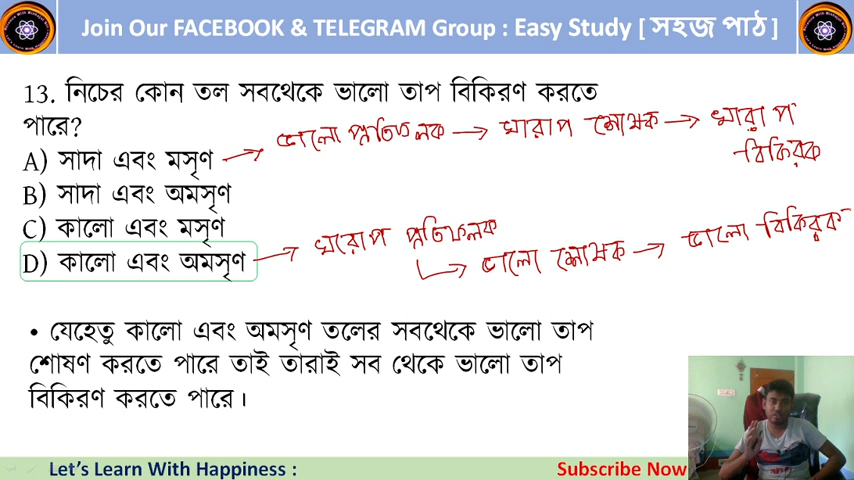 Join Our FACEBOOK & TELEGRAM Group : Easy Study [ সহজ পাঠ ]
13. নিচের কোন তল সবথেকে ভালো তাপ বিকিরণ করতে
পারে?
A) সাদা এবং মসৃণ → ভালো প্রতিফলক → খারাপ শোষক → খারাপ
বিকিরক
B) সাদা এবং অমসৃণ
C) কালো এবং মসৃণ
D) কালো এবং অমসৃণ → খারাপ প্রতিফলক
→ ভালো শোষক → ভালো বিকিরক
• যেহেতু কালো এবং অমসৃণ তলের সবথেকে ভালো তাপ
শোষণ করতে পারে তাই তারাই সব থেকে ভালো তাপ
বিকিরণ করতে পারে।
Let's Learn With Happiness : Subscribe Now